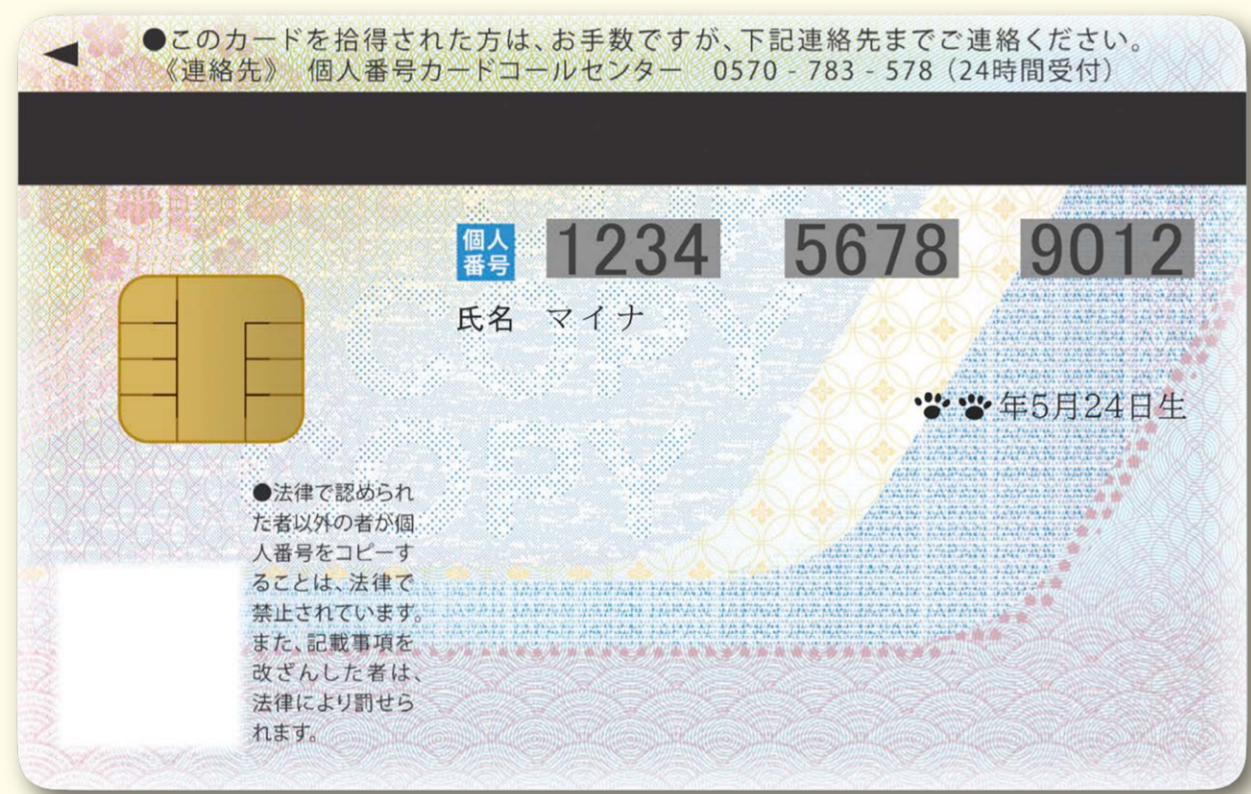 ●このカードを拾得された方は、お手数ですが、下記連絡先までご連絡ください。
《連絡先》 個人番号カードコールセンター 0570 - 783 - 578（24時間受付）
個人番号 1234 5678 9012
氏名 マイナ
年5月24日生
●法律で認められ
た者以外の者が個
人番号をコピーす
ることは、法律で
禁止されています。
また、記載事項を
改ざんした者は、
法律により罰せら
れます。
COPY
COPY